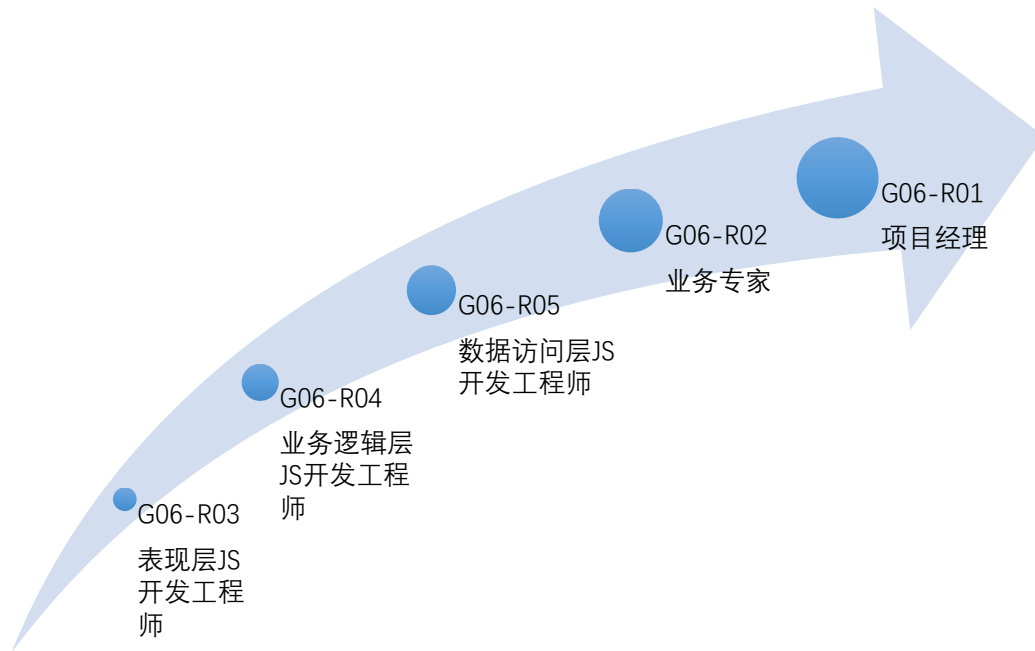 G06-R01
项目经理
G06-R02
业务专家
G06-R05
数据访问层JS
开发工程师
G06-R04
业务逻辑层
JS开发工程
师
G06-R03
表现层JS
开发工程
师